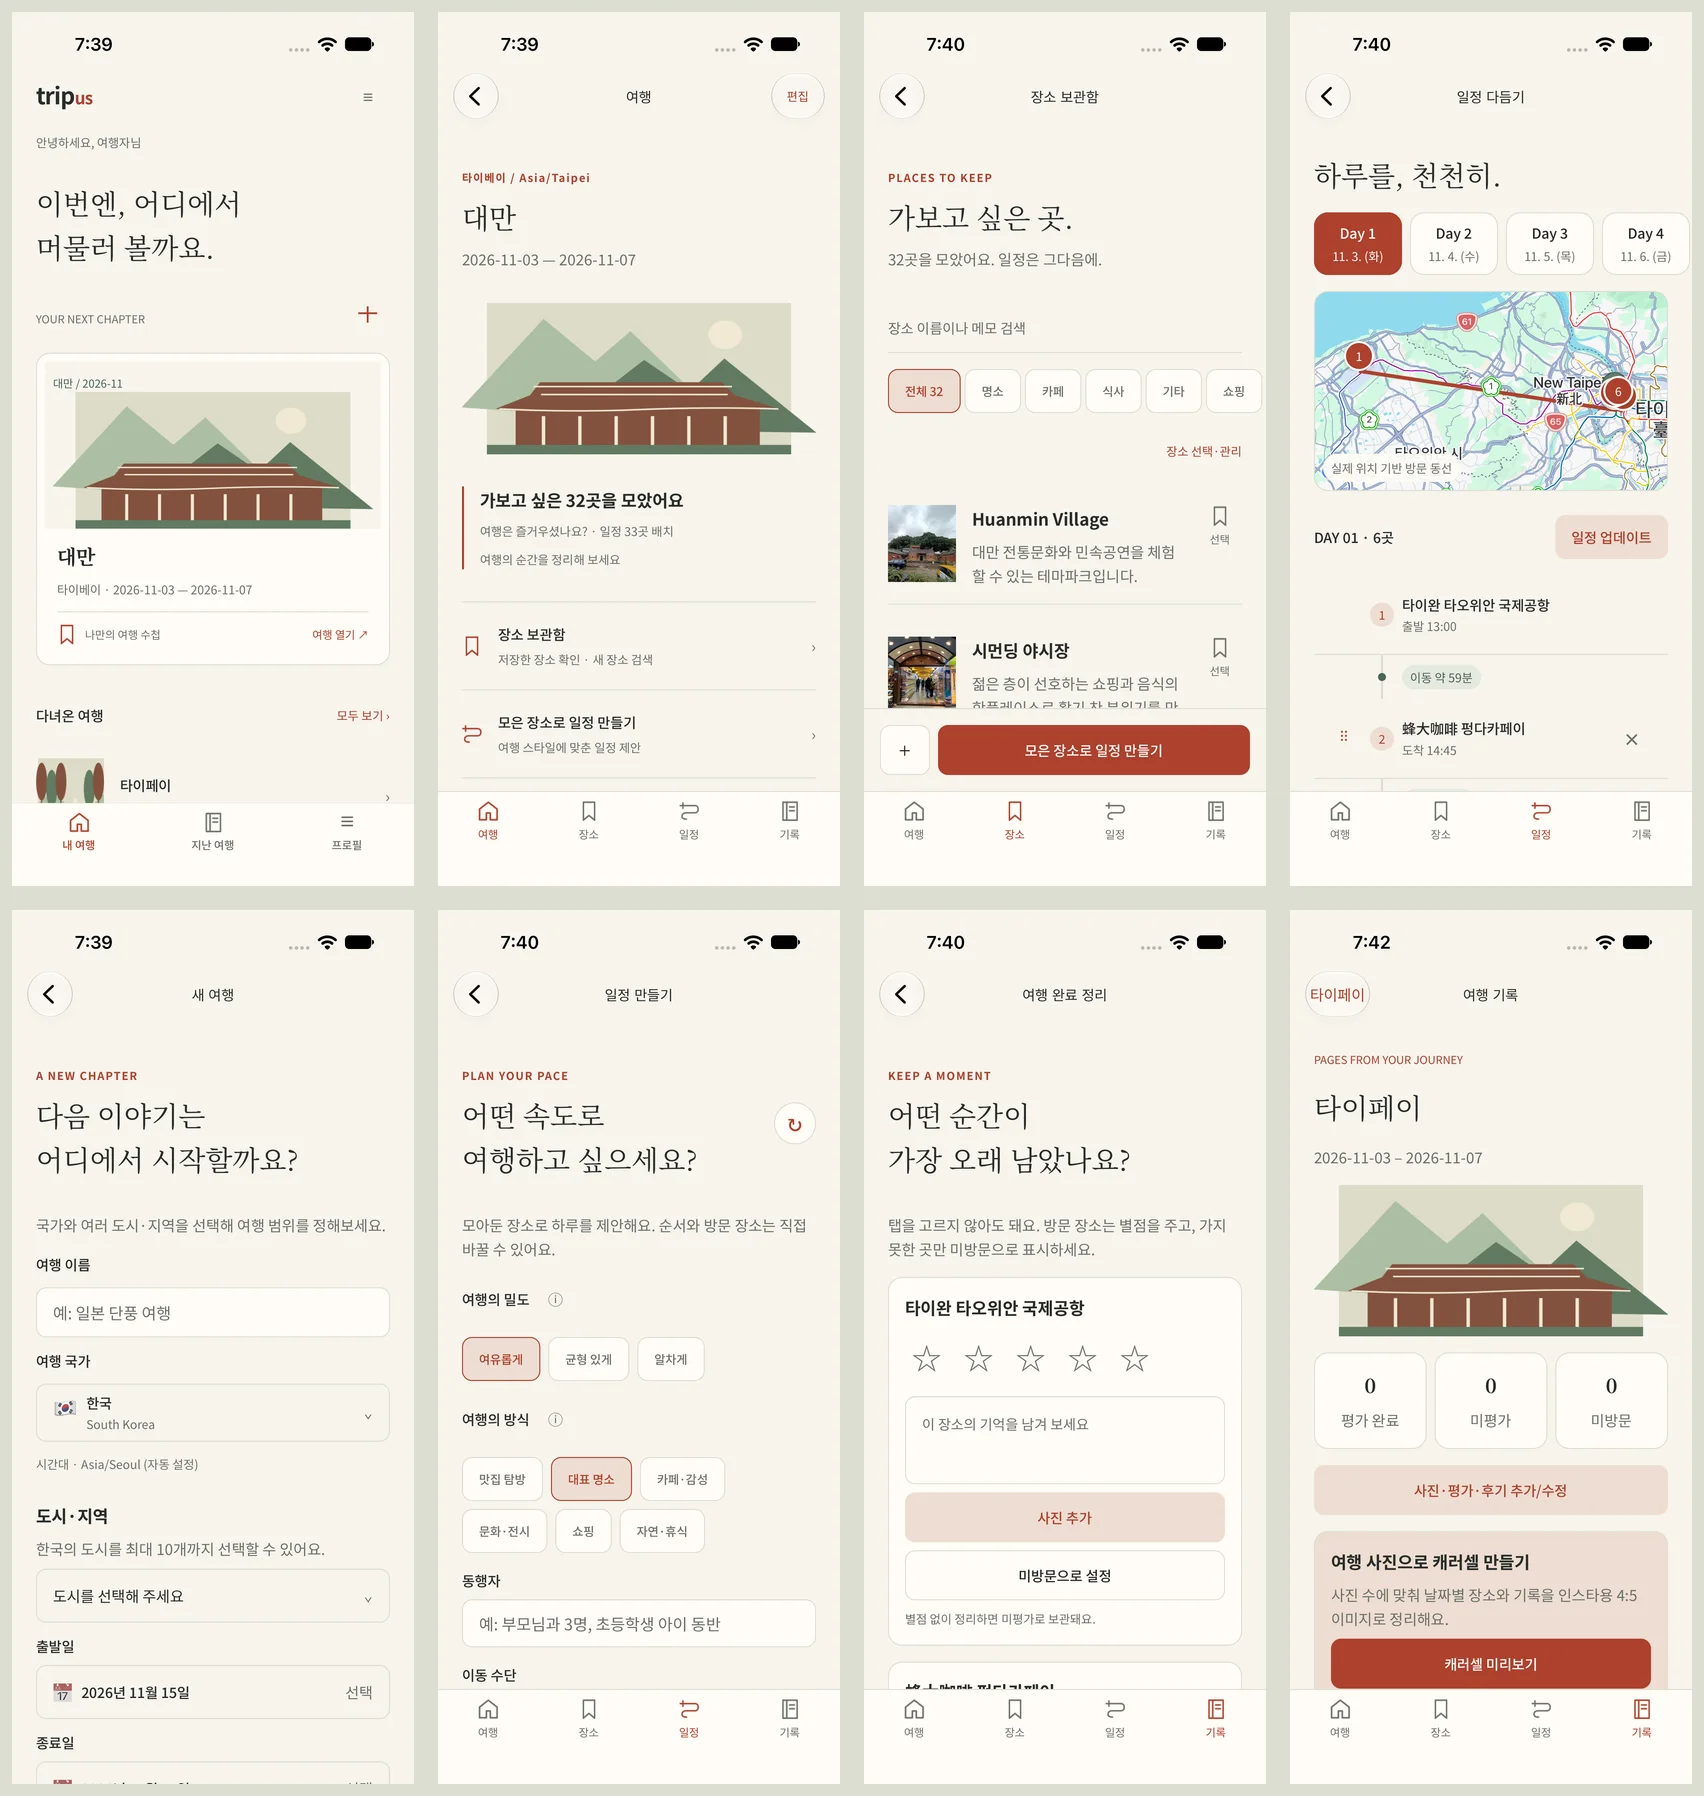 7:39
tripus
≡
안녕하세요, 여행자님
이번엔, 어디에서
머물러 볼까요.
YOUR NEXT CHAPTER
대만 / 2026-11
대만
타이베이 · 2026-11-03 — 2026-11-07
나만의 여행 수첩
여행 열기 ↗
다녀온 여행
모두 보기 ›
타이페이
내 여행
지난 여행
프로필
7:39
여행
편집
타이베이 / Asia/Taipei
대만
2026-11-03 — 2026-11-07
가보고 싶은 32곳을 모았어요
여행은 즐거우셨나요? · 일정 33곳 배치
여행의 순간을 정리해 보세요
장소 보관함
저장한 장소 확인 · 새 장소 검색
모은 장소로 일정 만들기
여행 스타일에 맞춘 일정 제안
여행
장소
일정
기록
7:40
장소 보관함
PLACES TO KEEP
가보고 싶은 곳.
32곳을 모았어요. 일정은 그다음에.
장소 이름이나 메모 검색
전체 32
명소
카페
식사
기타
쇼핑
장소 선택·관리
Huanmin Village
대만 전통문화와 민속공연을 체험
할 수 있는 테마파크입니다.
선택
시먼딩 야시장
젊은 층이 선호하는 쇼핑과 음식의
핫플레이스로 활기 찬 분위기를 만
선택
+
모은 장소로 일정 만들기
여행
장소
일정
기록
7:40
일정 다듬기
하루를, 천천히.
Day 1
11. 3. (화)
Day 2
11. 4. (수)
Day 3
11. 5. (목)
Day 4
11. 6. (금)
61
1
1
New Taipe
新北
6
타이
臺
2
65
타오위안 시
실제 위치 기반 방문 동선
DAY 01 · 6곳
일정 업데이트
1
타이완 타오위안 국제공항
출발 13:00
이동 약 59분
2
蜂大咖啡 펑다카페이
도착 14:45
여행
장소
일정
기록
7:39
새 여행
A NEW CHAPTER
다음 이야기는
어디에서 시작할까요?
국가와 여러 도시·지역을 선택해 여행 범위를 정해보세요.
여행 이름
예: 일본 단풍 여행
여행 국가
한국
South Korea
시간대 · Asia/Seoul (자동 설정)
도시·지역
한국의 도시를 최대 10개까지 선택할 수 있어요.
도시를 선택해 주세요
출발일
17
2026년 11월 15일
선택
종료일
7:40
일정 만들기
PLAN YOUR PACE
어떤 속도로
여행하고 싶으세요?
↻
모아둔 장소로 하루를 제안해요. 순서와 방문 장소는 직접
바꿀 수 있어요.
여행의 밀도 ⓘ
여유롭게
균형 있게
알차게
여행의 방식 ⓘ
맛집 탐방
대표 명소
카페·감성
문화·전시
쇼핑
자연·휴식
동행자
예: 부모님과 3명, 초등학생 아이 동반
이동 수단
여행
장소
일정
기록
7:40
여행 완료 정리
KEEP A MOMENT
어떤 순간이
가장 오래 남았나요?
탭을 고르지 않아도 돼요. 방문 장소는 별점을 주고, 가지
못한 곳만 미방문으로 표시하세요.
타이완 타오위안 국제공항
이 장소의 기억을 남겨 보세요
사진 추가
미방문으로 설정
별점 없이 정리하면 미평가로 보관돼요.
蜂大咖啡 펑다카페이
여행
장소
일정
기록
7:42
타이페이
여행 기록
PAGES FROM YOUR JOURNEY
타이페이
2026-11-03 – 2026-11-07
0
평가 완료
0
미평가
0
미방문
사진·평가·후기 추가/수정
여행 사진으로 캐러셀 만들기
사진 수에 맞춰 날짜별 장소와 기록을 인스타용 4:5
이미지로 정리해요.
캐러셀 미리보기
여행
장소
일정
기록